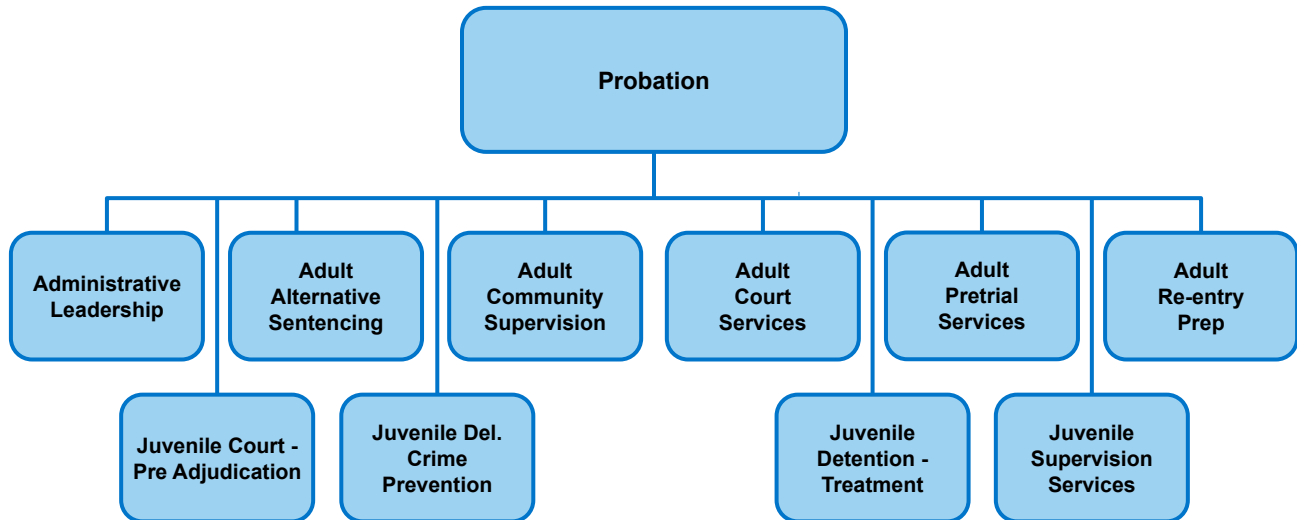 Probation
Administrative
Leadership
Adult
Alternative
Sentencing
Adult
Community
Supervision
Adult
Court
Services
Adult
Pretrial
Services
Adult
Re-entry
Prep
Juvenile Court -
Pre Adjudication
Juvenile Del.
Crime
Prevention
Juvenile
Detention -
Treatment
Juvenile
Supervision
Services